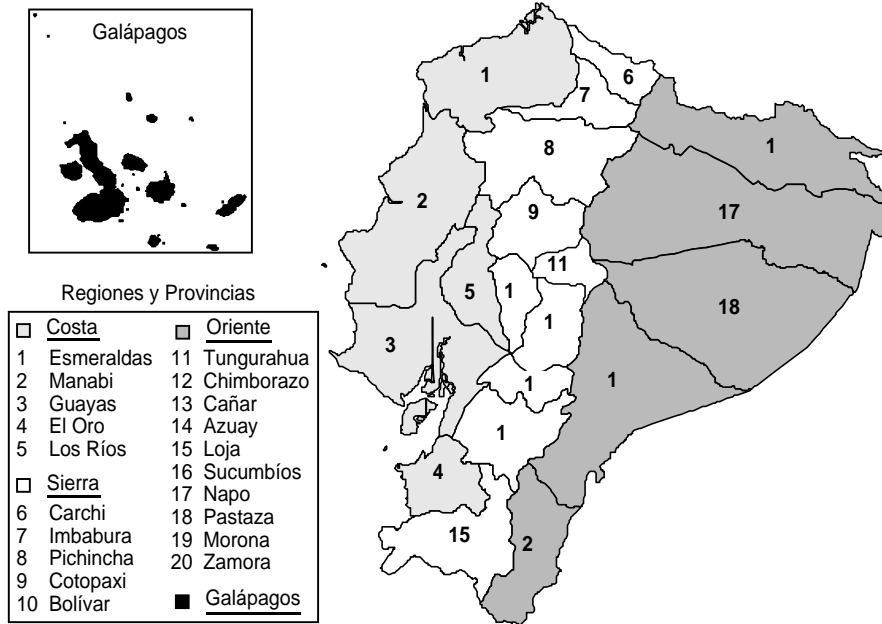 Galápagos
1
6
7
8
1
2
9
17
11
5
1
18
3
1
1
1
1
4
15
2
Regiones y Provincias
Costa
1 Esmeraldas
2 Manabi
3 Guayas
4 El Oro
5 Los Ríos
Sierra
6 Carchi
7 Imbabura
8 Pichincha
9 Cotopaxi
10 Bolívar
Oriente
11 Tungurahua
12 Chimborazo
13 Cañar
14 Azuay
15 Loja
16 Sucumbíos
17 Napo
18 Pastaza
19 Morona
20 Zamora
Galápagos